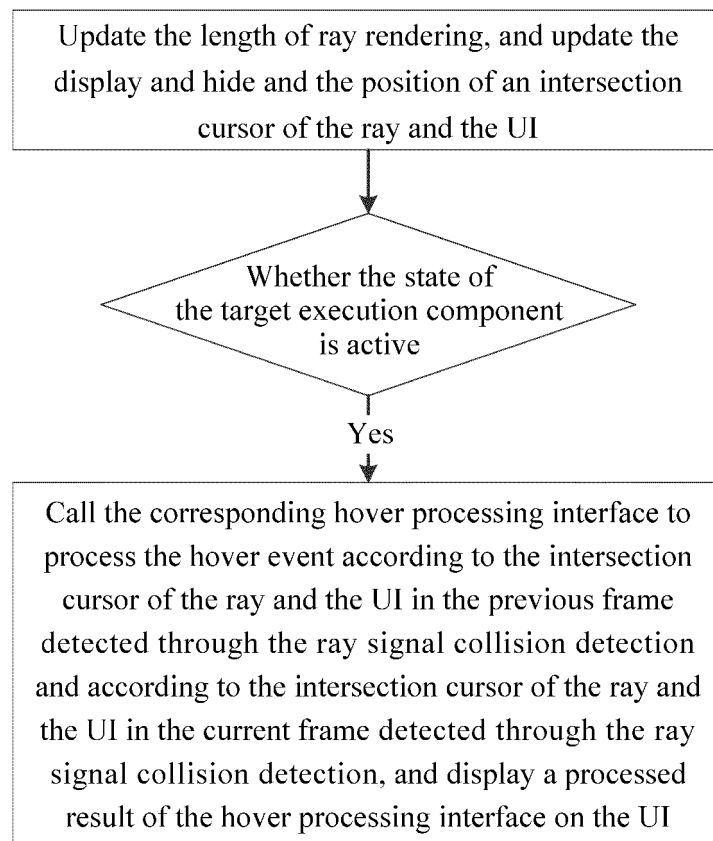 Update the length of ray rendering, and update the
display and hide and the position of an intersection
cursor of the ray and the UI
Whether the state of
the target execution component
is active
Yes
Call the corresponding hover processing interface to
process the hover event according to the intersection
cursor of the ray and the UI in the previous frame
detected through the ray signal collision detection
and according to the intersection cursor of the ray and
the UI in the current frame detected through the ray
signal collision detection, and display a processed
result of the hover processing interface on the UI